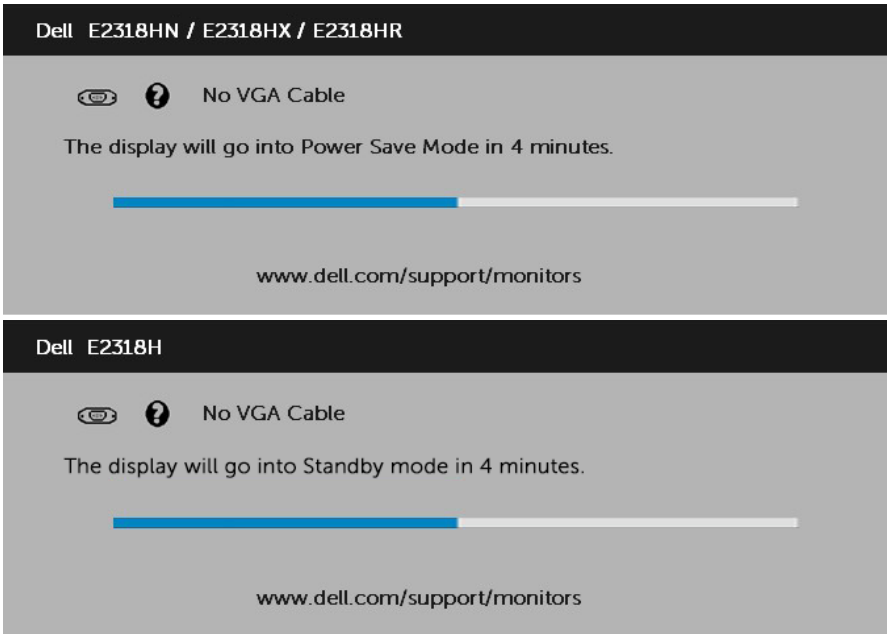 Dell E2318HN / E2318HX / E2318HR
? No VGA Cable
The display will go into Power Save Mode in 4 minutes.
www.dell.com/support/monitors
Dell E2318H
? No VGA Cable
The display will go into Standby mode in 4 minutes.
www.dell.com/support/monitors